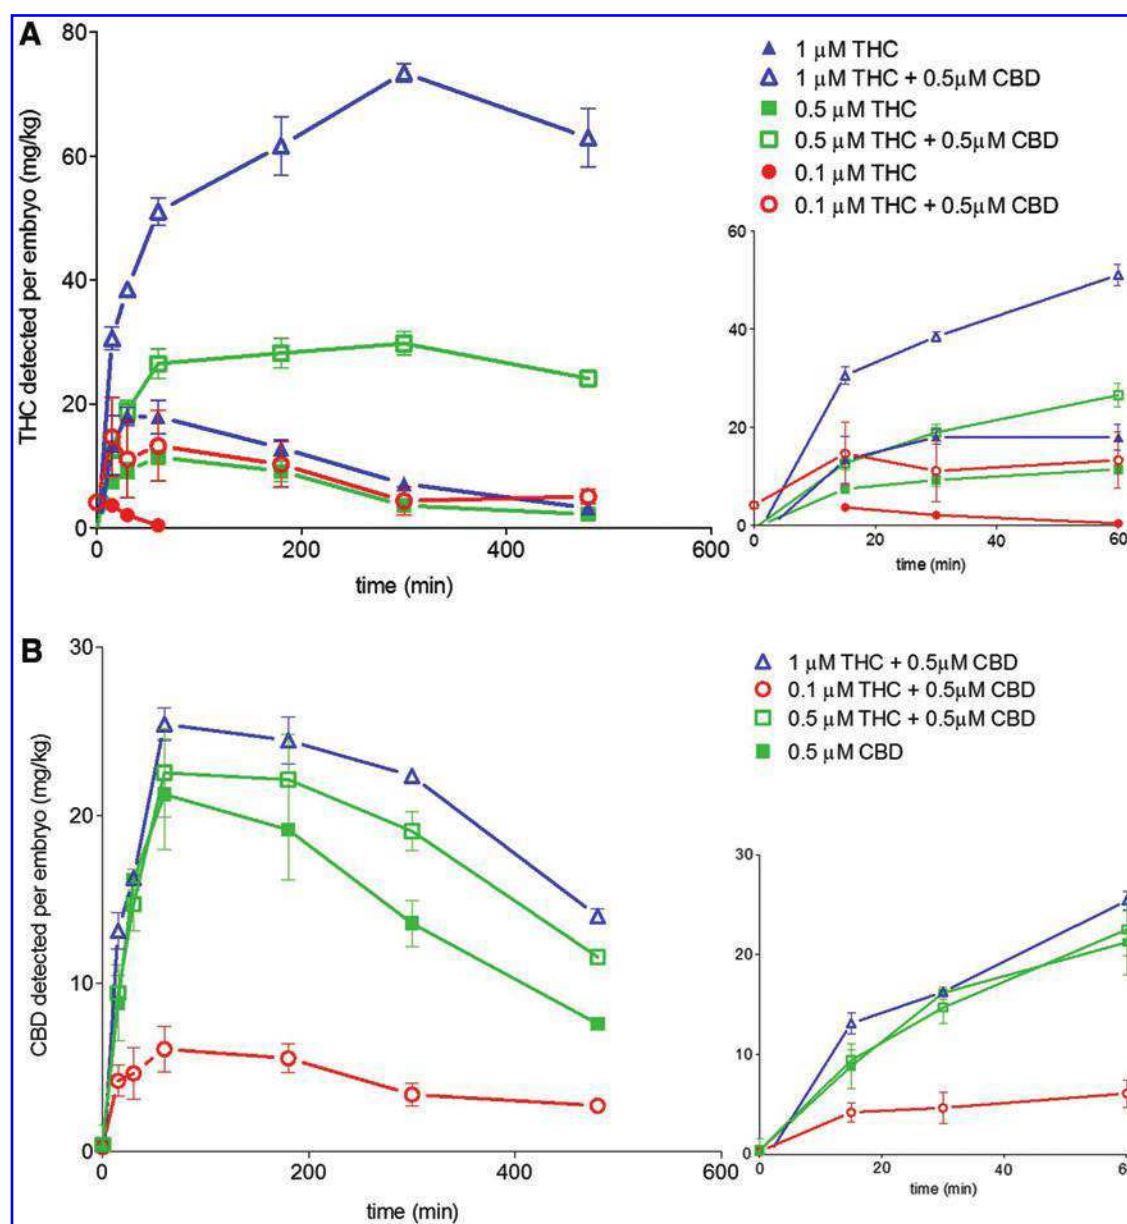 A
THC detected per embryo (mg/kg)
80
60
40
20
0
0
200
400
600
time (min)
1 µM THC
1 µM THC + 0.5µM CBD
0.5 µM THC
0.5 µM THC + 0.5µM CBD
0.1 µM THC
0.1 µM THC + 0.5µM CBD
60
40
20
0
0
20
40
60
time (min)
B
CBD detected per embryo (mg/kg)
30
20
10
0
0
200
400
600
time (min)
1 µM THC + 0.5µM CBD
0.1 µM THC + 0.5µM CBD
0.5 µM THC + 0.5µM CBD
0.5 µM CBD
30
20
10
0
0
20
40
60
time (min)